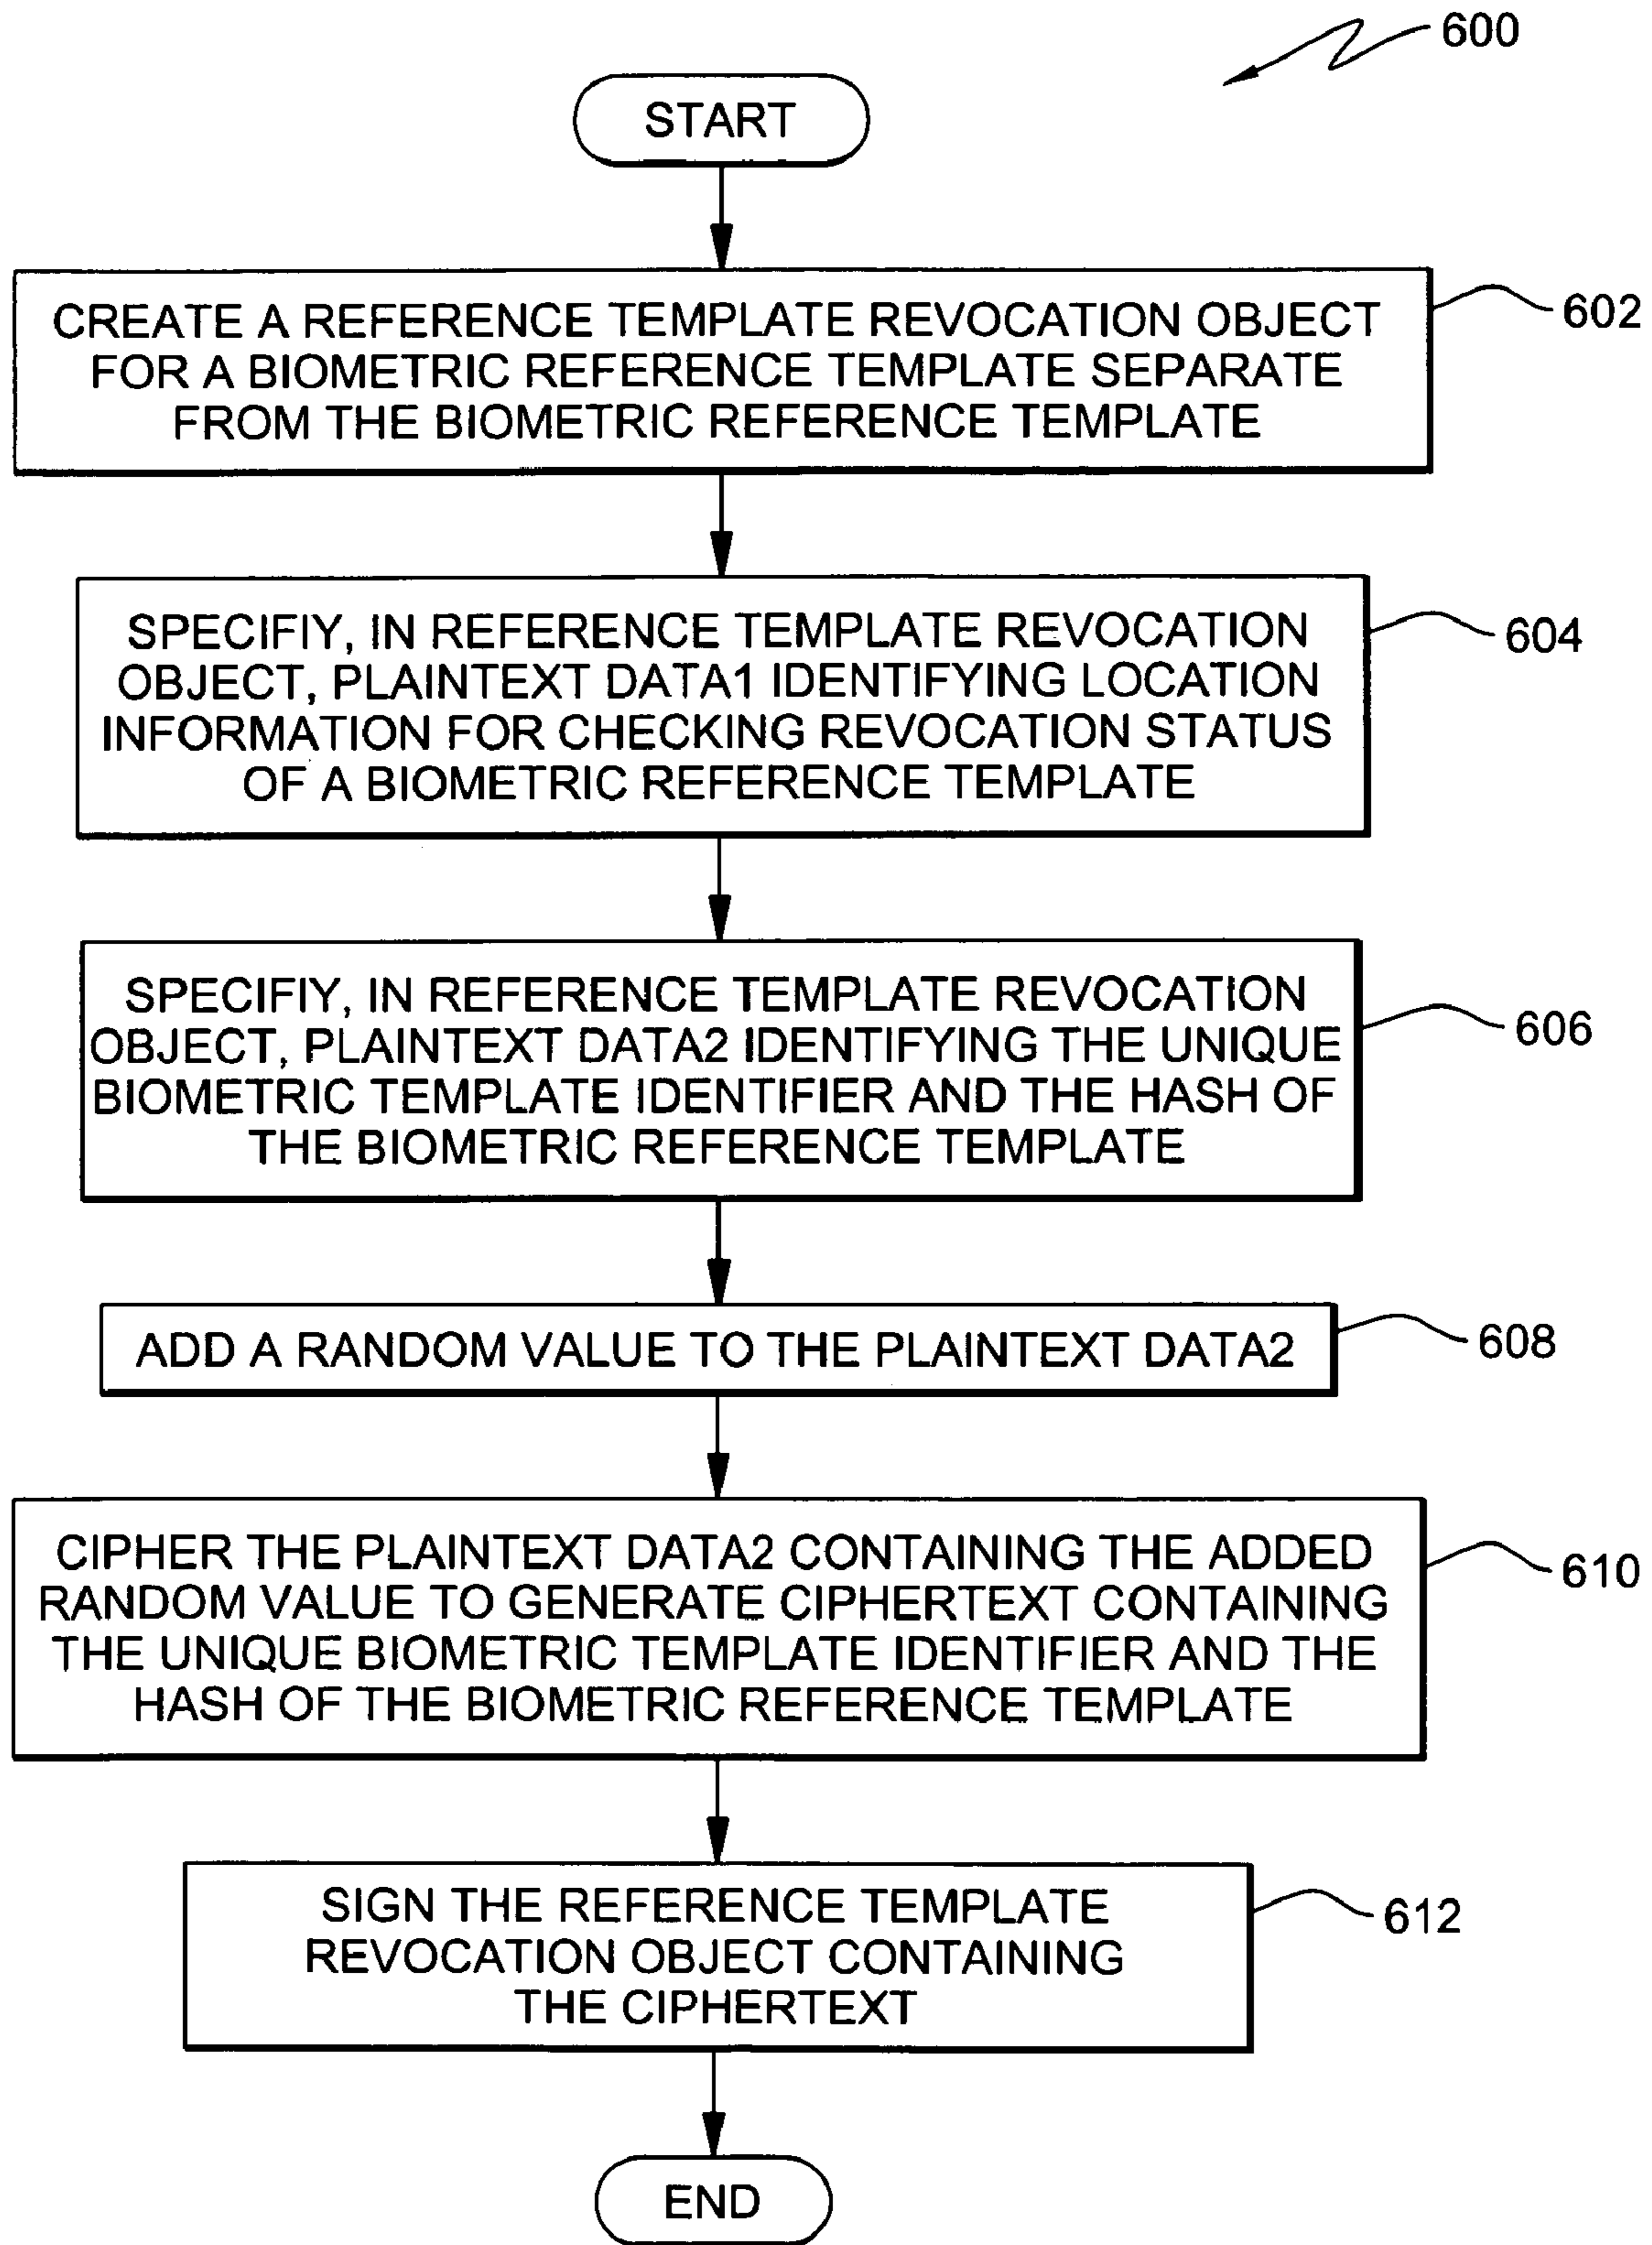 600
START
CREATE A REFERENCE TEMPLATE REVOCATION OBJECT
FOR A BIOMETRIC REFERENCE TEMPLATE SEPARATE
FROM THE BIOMETRIC REFERENCE TEMPLATE
602
SPECIFIY, IN REFERENCE TEMPLATE REVOCATION
OBJECT, PLAINTEXT DATA1 IDENTIFYING LOCATION
INFORMATION FOR CHECKING REVOCATION STATUS
OF A BIOMETRIC REFERENCE TEMPLATE
604
SPECIFIY, IN REFERENCE TEMPLATE REVOCATION
OBJECT, PLAINTEXT DATA2 IDENTIFYING THE UNIQUE
BIOMETRIC TEMPLATE IDENTIFIER AND THE HASH OF
THE BIOMETRIC REFERENCE TEMPLATE
606
ADD A RANDOM VALUE TO THE PLAINTEXT DATA2
608
CIPHER THE PLAINTEXT DATA2 CONTAINING THE ADDED
RANDOM VALUE TO GENERATE CIPHERTEXT CONTAINING
THE UNIQUE BIOMETRIC TEMPLATE IDENTIFIER AND THE
HASH OF THE BIOMETRIC REFERENCE TEMPLATE
610
SIGN THE REFERENCE TEMPLATE
REVOCATION OBJECT CONTAINING
THE CIPHERTEXT
612
END